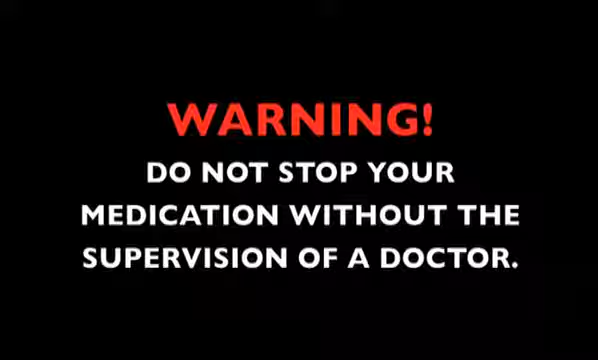 WARNING!
DO NOT STOP YOUR
MEDICATION WITHOUT THE
SUPERVISION OF A DOCTOR.